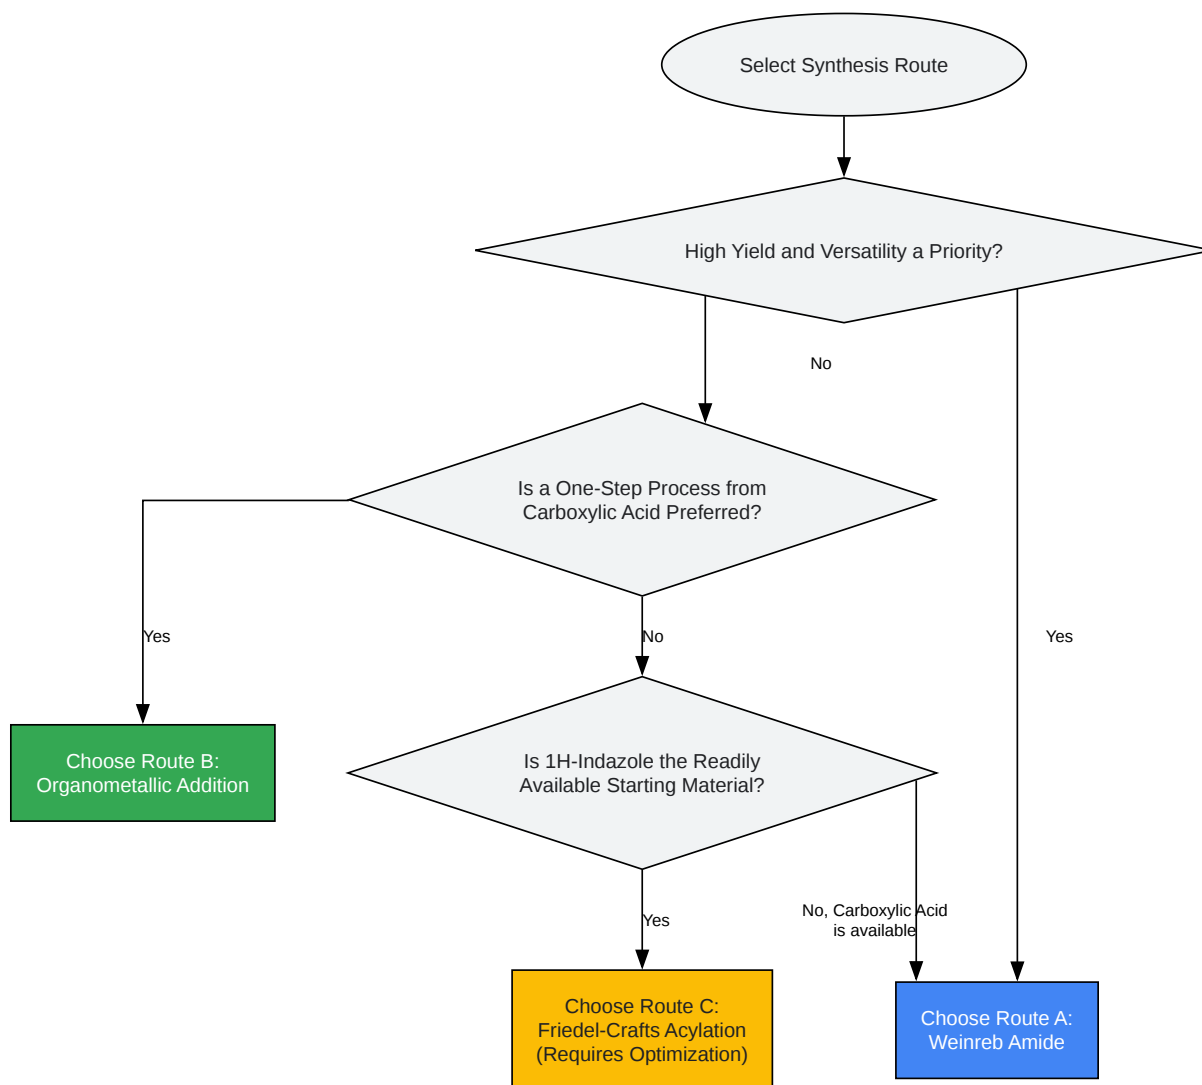 Select Synthesis Route
High Yield and Versatility a Priority?
No
Is a One-Step Process from
Carboxylic Acid Preferred?
Yes
No
Yes
Is 1H-Indazole the Readily
Available Starting Material?
Choose Route B:
Organometallic Addition
Yes
No, Carboxylic Acid
is available
Choose Route C:
Friedel-Crafts Acylation
(Requires Optimization)
Choose Route A:
Weinreb Amide